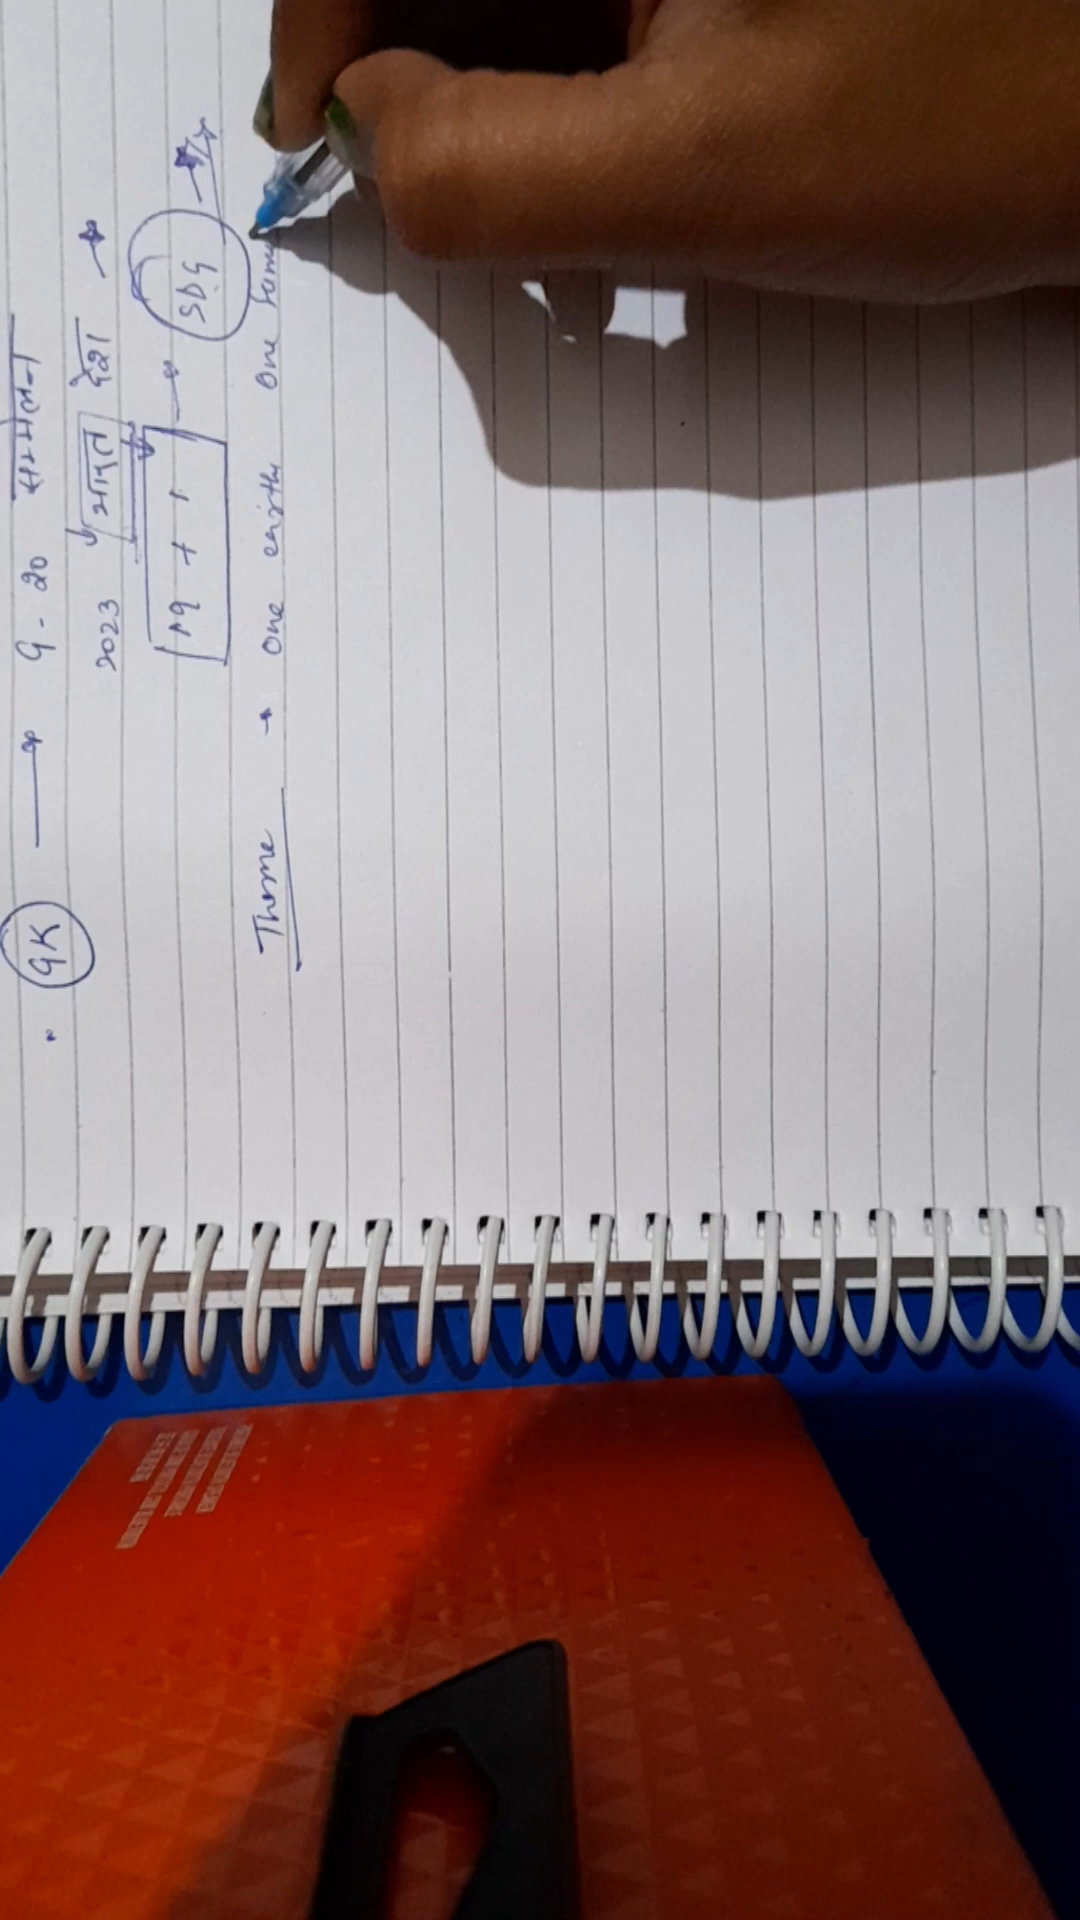 GK → G - 20 सम्मेलन
2023 भारत देश →
19 + 1 → SDG →
Theme → One earth One fam